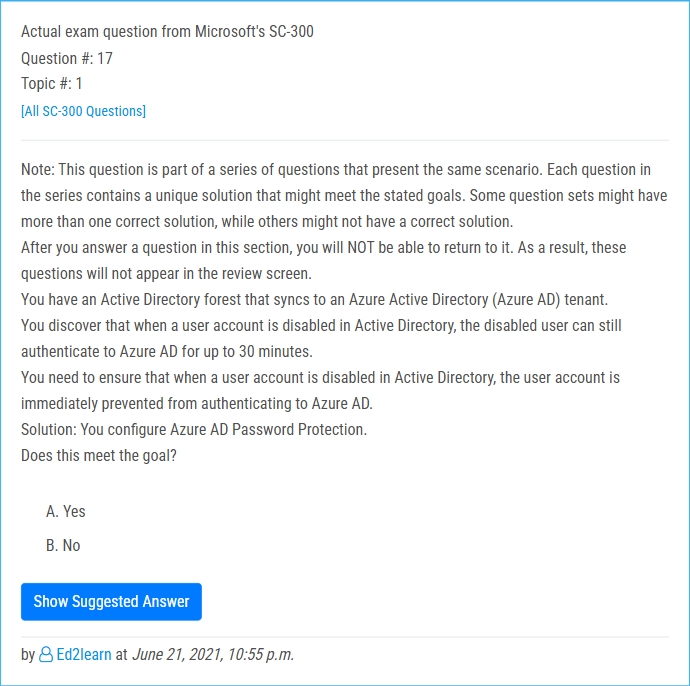 Actual exam question from Microsoft's SC-300
Question #: 17
Topic #: 1
[All SC-300 Questions]
Note: This question is part of a series of questions that present the same scenario. Each question in
the series contains a unique solution that might meet the stated goals. Some question sets might have
more than one correct solution, while others might not have a correct solution.
After you answer a question in this section, you will NOT be able to return to it. As a result, these
questions will not appear in the review screen.
You have an Active Directory forest that syncs to an Azure Active Directory (Azure AD) tenant.
You discover that when a user account is disabled in Active Directory, the disabled user can still
authenticate to Azure AD for up to 30 minutes.
You need to ensure that when a user account is disabled in Active Directory, the user account is
immediately prevented from authenticating to Azure AD.
Solution: You configure Azure AD Password Protection.
Does this meet the goal?
A. Yes
B. No
Show Suggested Answer
by Ed2learn at June 21, 2021, 10:55 p.m.